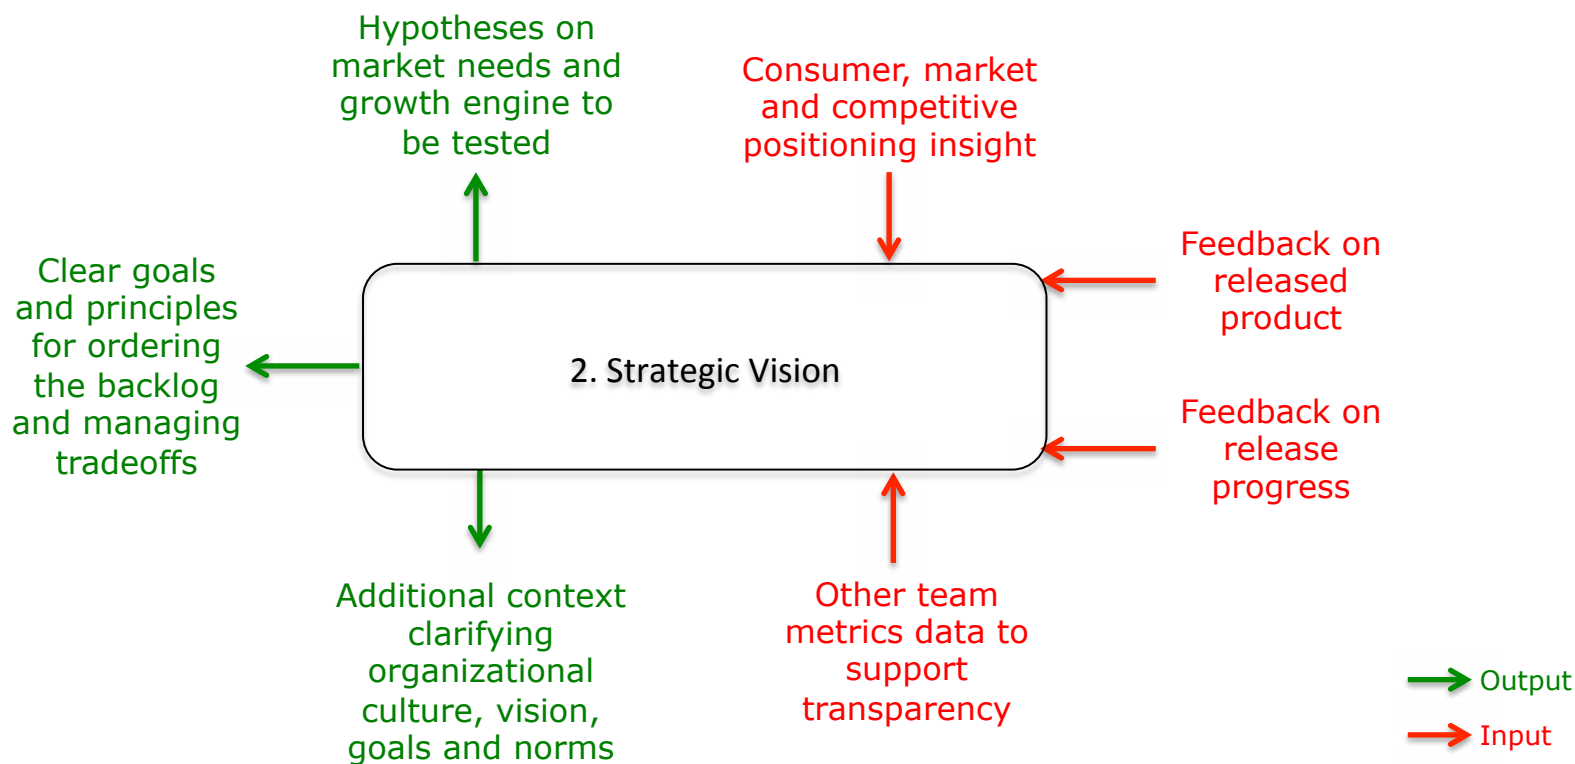 Hypotheses on
market needs and
growth engine to
be tested
Consumer, market
and competitive
positioning insight
Clear goals
and principles
for ordering
the backlog
and managing
tradeoffs
2. Strategic Vision
Feedback on
released
product
Feedback on
release
progress
Additional context
clarifying
organizational
culture, vision,
goals and norms
Other team
metrics data to
support
transparency
Output
Input